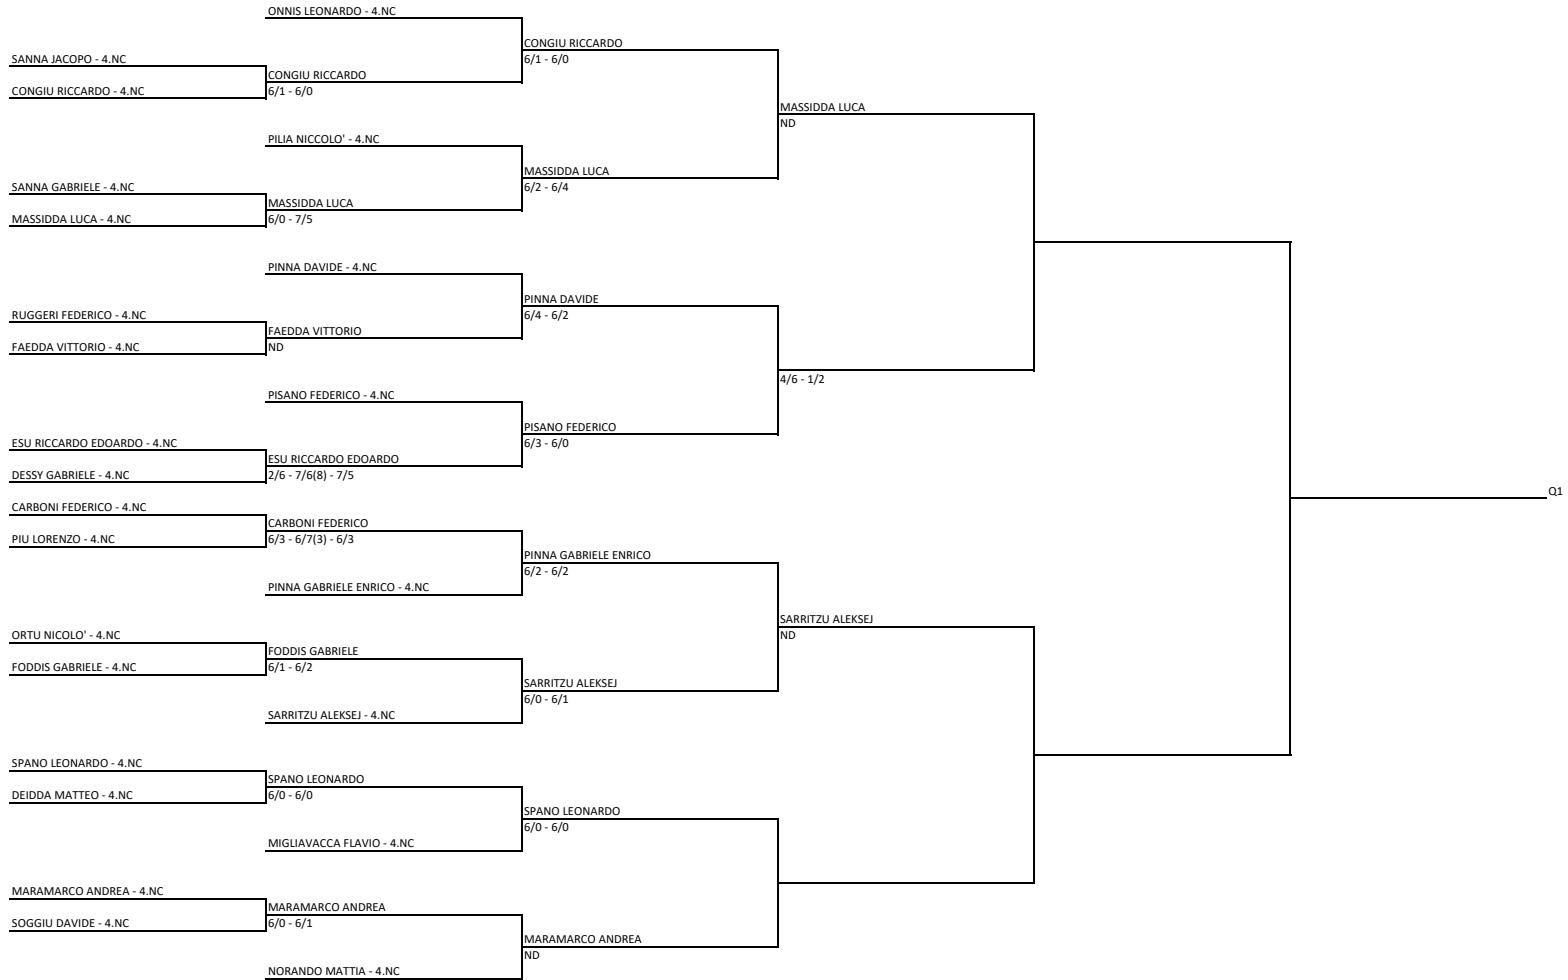 ONNIS LEONARDO - 4.NC
CONGIU RICCARDO
SANNA JACOPO - 4.NC
6/1 - 6/0
CONGIU RICCARDO
CONGIU RICCARDO - 4.NC
6/1 - 6/0
MASSIDDA LUCA
ND
PILIA NICCOLO' - 4.NC
MASSIDDA LUCA
SANNA GABRIELE - 4.NC
6/2 - 6/4
MASSIDDA LUCA
MASSIDDA LUCA - 4.NC
6/0 - 7/5
PINNA DAVIDE - 4.NC
PINNA DAVIDE
RUGGERI FEDERICO - 4.NC
6/4 - 6/2
FAEDDA VITTORIO
FAEDDA VITTORIO - 4.NC
ND
4/6 - 1/2
PISANO FEDERICO - 4.NC
PISANO FEDERICO
ESU RICCARDO EDOARDO - 4.NC
6/3 - 6/0
ESU RICCARDO EDOARDO
DESSY GABRIELE - 4.NC
2/6 - 7/6(8) - 7/5
Q1
CARBONI FEDERICO - 4.NC
CARBONI FEDERICO
PIU LORENZO - 4.NC
6/3 - 6/7(3) - 6/3
PINNA GABRIELE ENRICO
6/2 - 6/2
PINNA GABRIELE ENRICO - 4.NC
SARRITZU ALEKSEJ
ORTU NICOLO' - 4.NC
ND
FODDIS GABRIELE
FODDIS GABRIELE - 4.NC
6/1 - 6/2
SARRITZU ALEKSEJ
6/0 - 6/1
SARRITZU ALEKSEJ - 4.NC
SPANO LEONARDO - 4.NC
SPANO LEONARDO
DEIDDA MATTEO - 4.NC
6/0 - 6/0
SPANO LEONARDO
6/0 - 6/0
MIGLIAVACCA FLAVIO - 4.NC
MARAMARCO ANDREA - 4.NC
MARAMARCO ANDREA
SOGGIU DAVIDE - 4.NC
6/0 - 6/1
MARAMARCO ANDREA
ND
NORANDO MATTIA - 4.NC